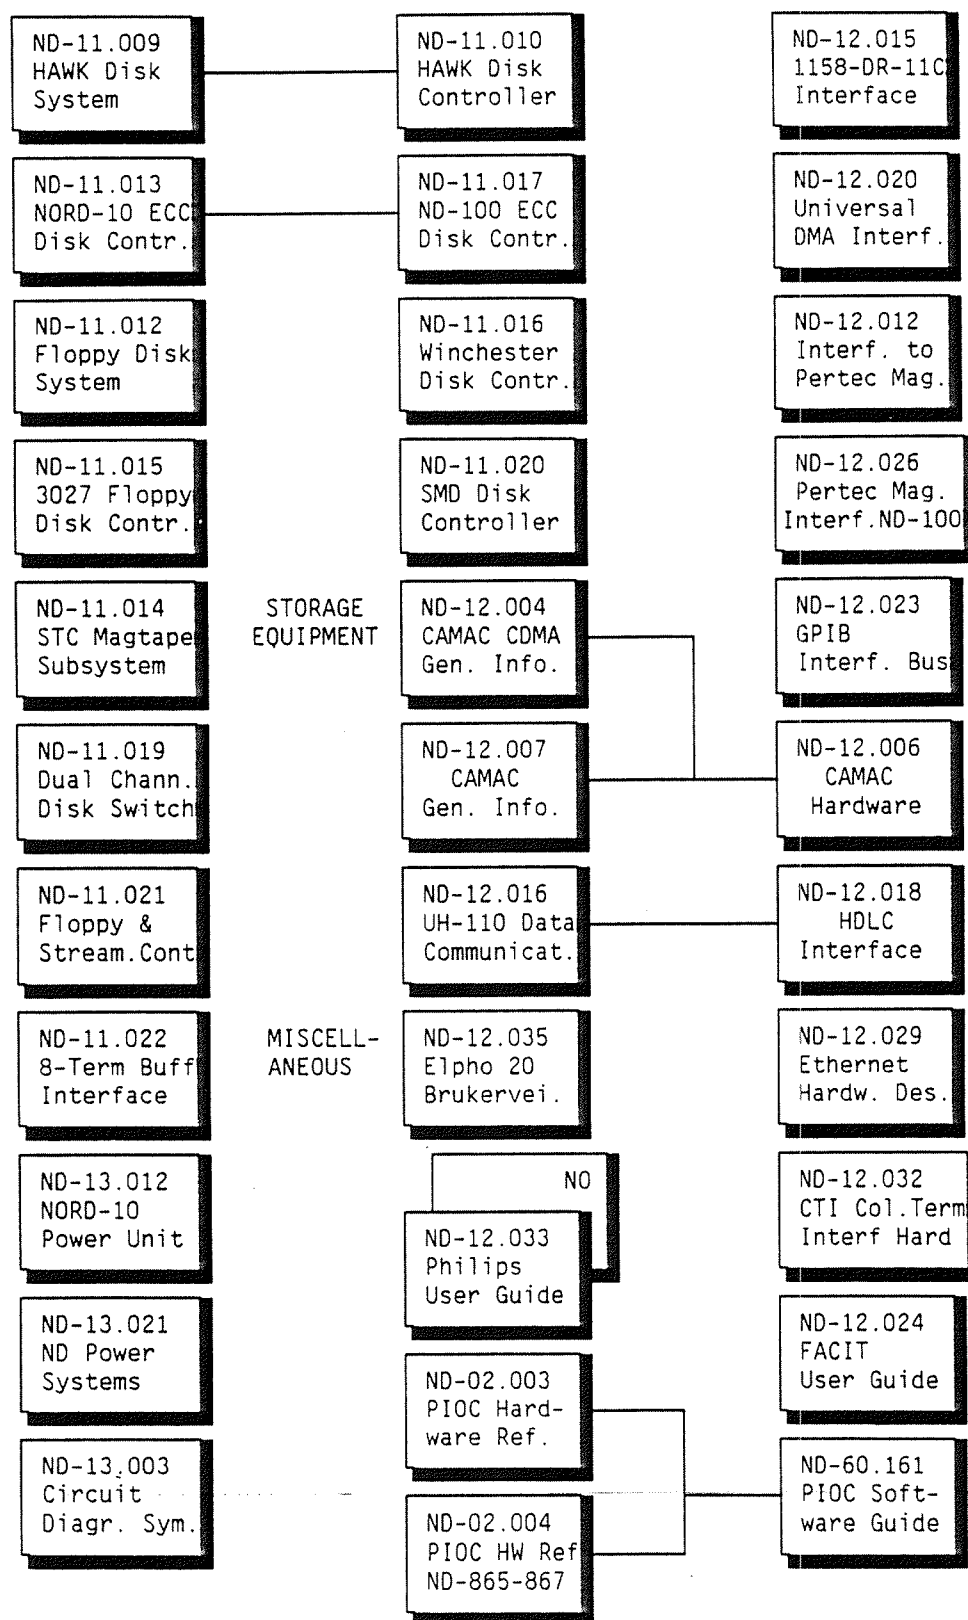 ND-11.009
HAWK Disk
System
ND-11.010
HAWK Disk
Controller
ND-12.015
1158-DR-11C
Interface
ND-11.013
NORD-10 ECC
Disk Contr.
ND-11.017
ND-100 ECC
Disk Contr.
ND-12.020
Universal
DMA Interf.
ND-11.012
Floppy Disk
System
ND-11.016
Winchester
Disk Contr.
ND-12.012
Interf. to
Pertec Mag.
ND-11.015
3027 Floppy
Disk Contr.
ND-11.020
SMD Disk
Controller
ND-12.026
Pertec Mag.
Interf.ND-100
ND-11.014
STC Magtape
Subsystem
STORAGE
EQUIPMENT
ND-12.004
CAMAC CDMA
Gen. Info.
ND-12.023
GPIB
Interf. Bus
ND-11.019
Dual Chann.
Disk Switch
ND-12.007
CAMAC
Gen. Info.
ND-12.006
CAMAC
Hardware
ND-11.021
Floppy &
Stream.Cont
ND-12.016
UH-110 Data
Communicat.
ND-12.018
HDLC
Interface
ND-11.022
8-Term Buff
Interface
MISCELL-
ANEOUS
ND-12.035
Elpho 20
Brukervei.
ND-12.029
Ethernet
Hardw. Des.
ND-13.012
NORD-10
Power Unit
NO
ND-12.033
Philips
User Guide
ND-12.032
CTI Col.Term
Interf Hard
ND-13.021
ND Power
Systems
ND-02.003
PIOC Hard-
ware Ref.
ND-12.024
FACIT
User Guide
ND-13.003
Circuit
Diagr. Sym.
ND-02.004
PIOC HW Ref
ND-865-867
ND-60.161
PIOC Soft-
ware Guide